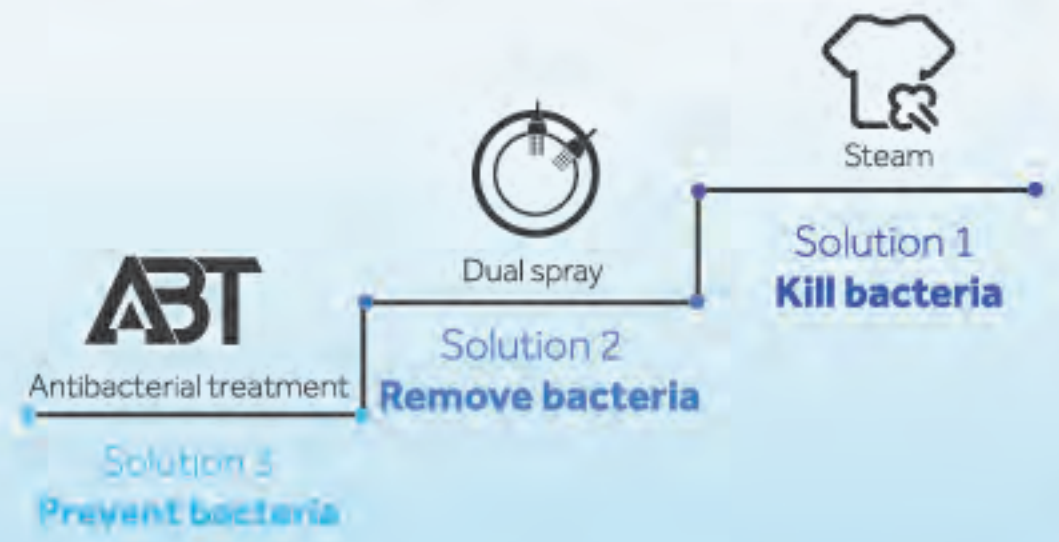 Steam
Solution 1
Kill bacteria
Dual spray
Solution 2
Remove bacteria
ABT
Antibacterial treatment
Solution 3
Prevent bacteria